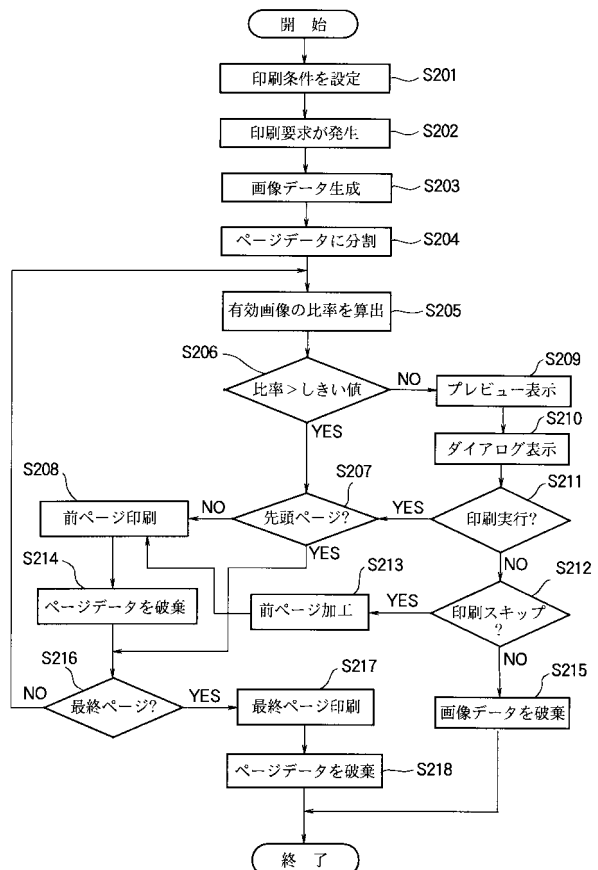 開 始
印刷条件を設定
S201
印刷要求が発生
S202
画像データ生成
S203
ページデータに分割
S204
有効画像の比率を算出
S205
S206
比率＞しきい値
NO
YES
S209
プレビュー表示
S210
ダイアログ表示
S211
印刷実行?
YES
NO
S207
先頭ページ?
NO
YES
S208
前ページ印刷
S214
ページデータを破棄
S213
前ページ加工
S212
印刷スキップ
?
YES
NO
S215
画像データを破棄
S216
最終ページ?
NO
YES
S217
最終ページ印刷
ページデータを破棄
S218
終 了